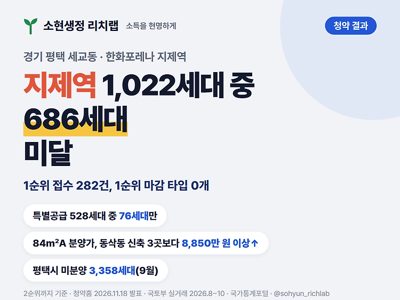 소현생정 리치랩 소득을 현명하게 청약 결과
경기 평택 세교동 · 한화포레나 지제역
지제역 1,022세대 중
686세대
미달
1순위 접수 282건, 1순위 마감 타입 0개
특별공급 528세대 중 76세대만
84m²A 분양가, 동삭동 신축 3곳보다 8,850만 원 이상↑
평택시 미분양 3,358세대(9월)
2순위까지 기준 · 청약홈 2026.11.18 발표 · 국토부 실거래 2026.8~10 · 국가통계포털 · @sohyun_richlab